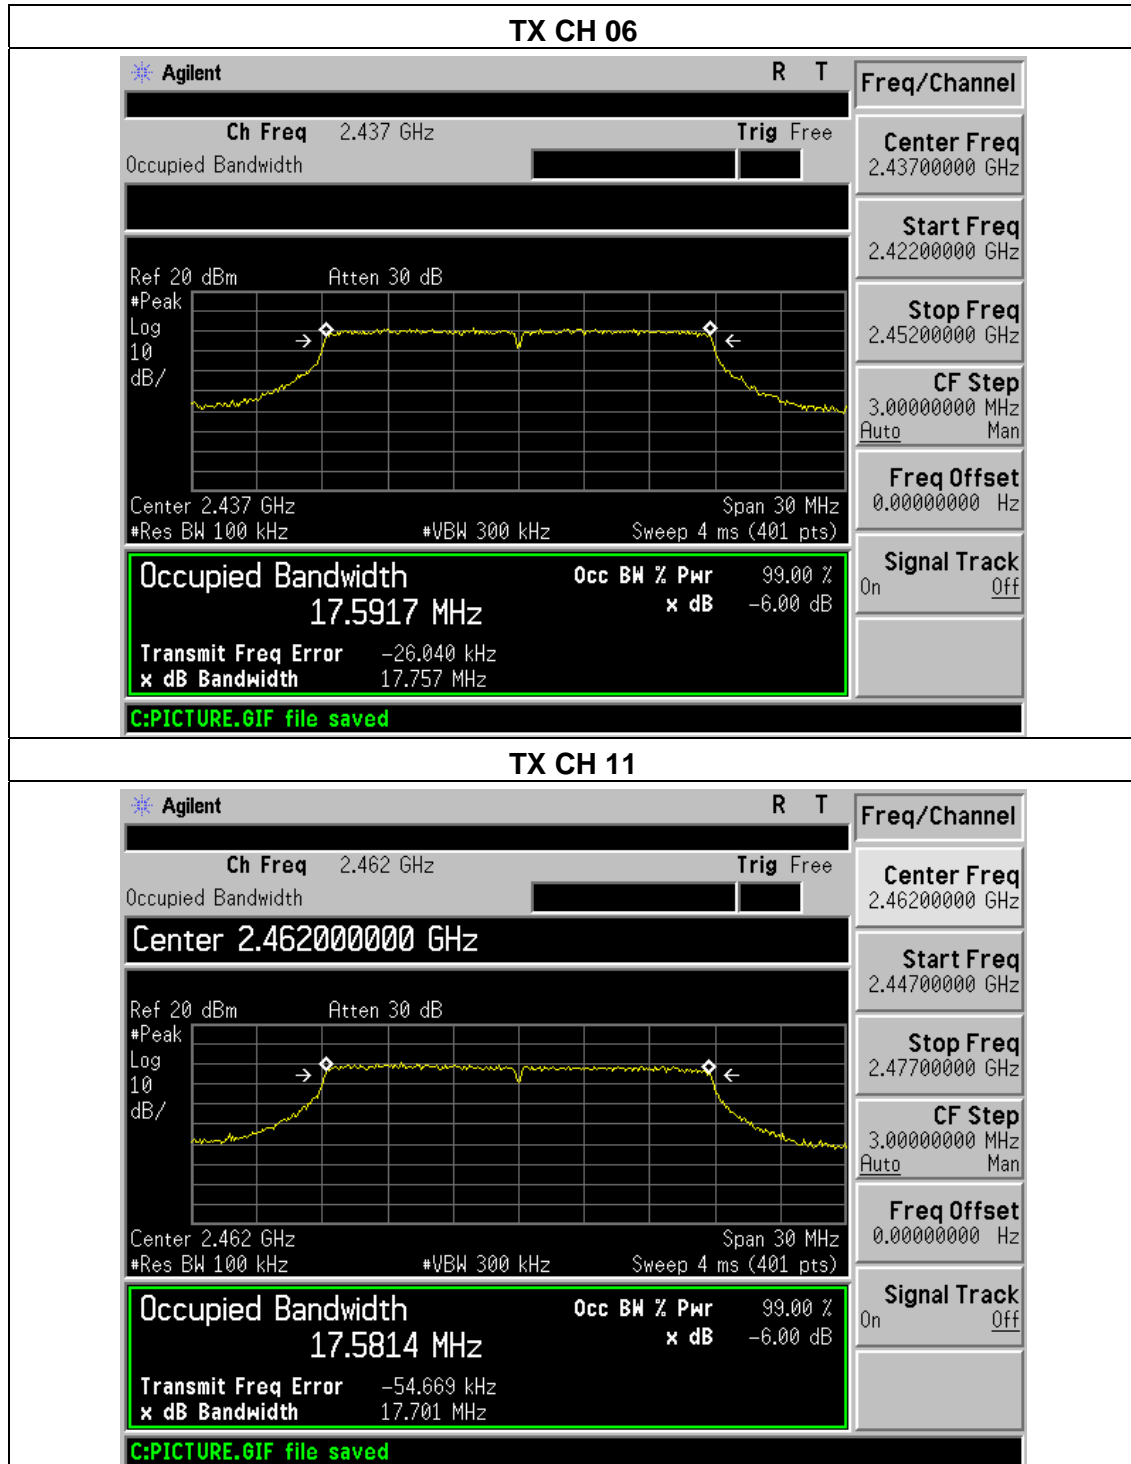 TX CH 06
Agilent R T
Freq/Channel
Ch Freq 2.437 GHz Trig Free
Occupied Bandwidth
Center Freq
2.43700000 GHz
Start Freq
2.42200000 GHz
Ref 20 dBm Atten 30 dB
#Peak
Log
10
dB/
Stop Freq
2.45200000 GHz
CF Step
3.00000000 MHz
Auto Man
Freq Offset
0.00000000 Hz
Center 2.437 GHz Span 30 MHz
#Res BW 100 kHz #VBW 300 kHz Sweep 4 ms (401 pts)
Signal Track
On Off
Occupied Bandwidth Occ BW % Pwr 99.00 %
17.5917 MHz x dB -6.00 dB
Transmit Freq Error -26.040 kHz
x dB Bandwidth 17.757 MHz
C:PICTURE.GIF file saved
TX CH 11
Agilent R T
Freq/Channel
Ch Freq 2.462 GHz Trig Free
Occupied Bandwidth
Center Freq
2.46200000 GHz
Center 2.462000000 GHz
Start Freq
2.44700000 GHz
Ref 20 dBm Atten 30 dB
#Peak
Log
10
dB/
Stop Freq
2.47700000 GHz
CF Step
3.00000000 MHz
Auto Man
Freq Offset
0.00000000 Hz
Center 2.462 GHz Span 30 MHz
#Res BW 100 kHz #VBW 300 kHz Sweep 4 ms (401 pts)
Signal Track
On Off
Occupied Bandwidth Occ BW % Pwr 99.00 %
17.5814 MHz x dB -6.00 dB
Transmit Freq Error -54.669 kHz
x dB Bandwidth 17.701 MHz
C:PICTURE.GIF file saved